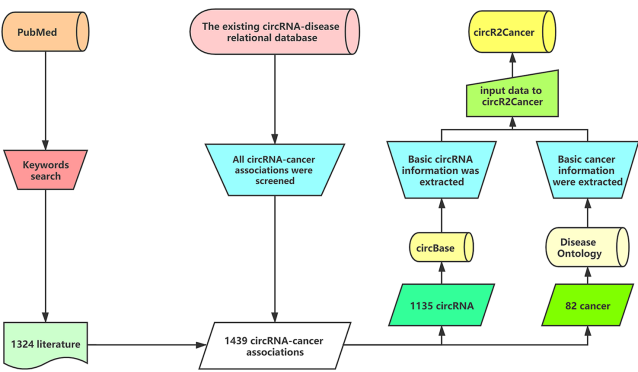 PubMed
Keywords
search
1324 literature
The existing circRNA-disease
relational database
All circRNA-cancer
associations were
screened
1439 circRNA-cancer
associations
circR2Cancer
input data to
circR2Cancer
Basic circRNA
information was
extracted
circBase
1135 circRNA
Basic cancer
information
were extracted
Disease
Ontology
82 cancer